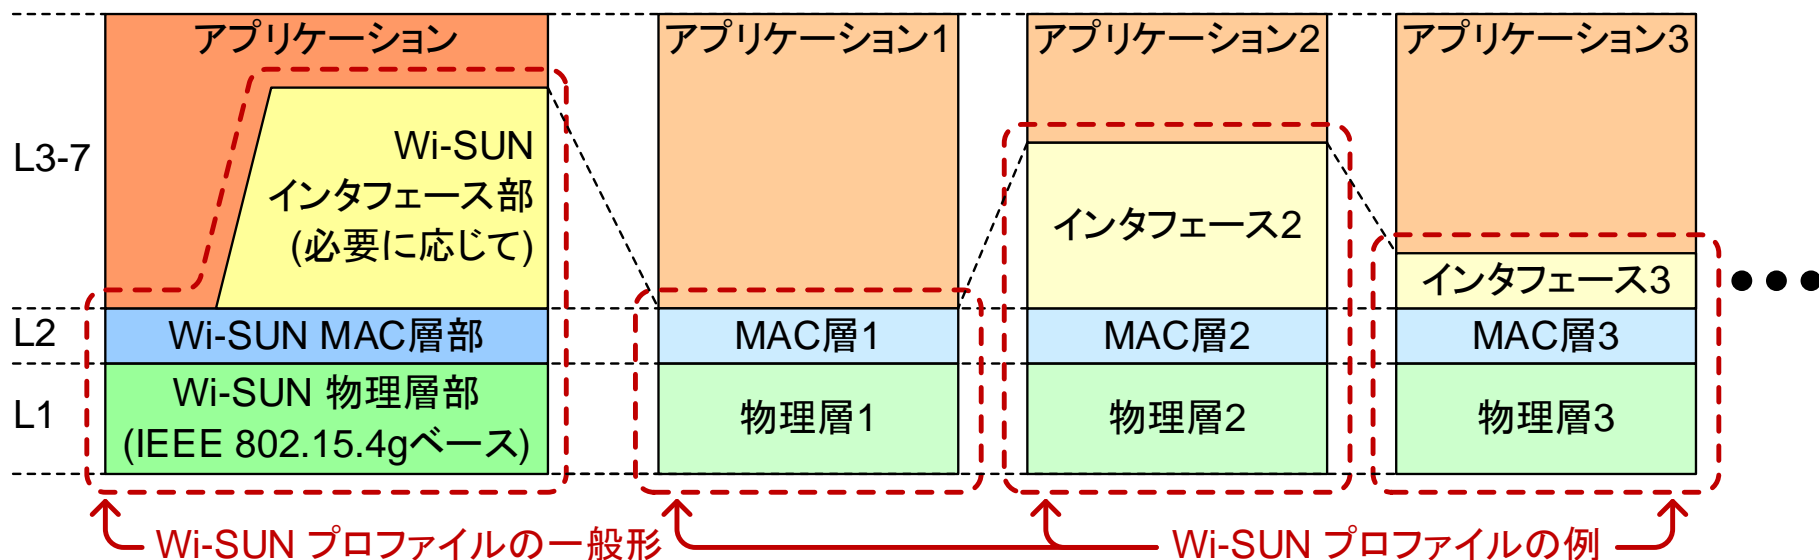 アプリケーション
アプリケーション1
アプリケーション2
アプリケーション3
L3-7
Wi-SUN
インタフェース部
(必要に応じて)
インタフェース2
インタフェース3
L2
Wi-SUN MAC層部
MAC層1
MAC層2
MAC層3
L1
Wi-SUN 物理層部
(IEEE 802.15.4gベース)
物理層1
物理層2
物理層3
Wi-SUN プロファイルの一般形
Wi-SUN プロファイルの例